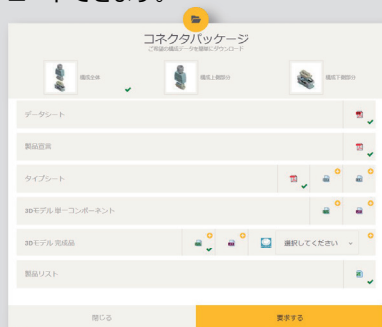 ードできます。
コネクタパッケージ
ご希望の構成データを簡単にダウンロード
構成全体
構成上側部分
構成下側部分
データシート
製品百頁
タイプシート
3Dモデル 単一コンポーネント
3Dモデル 完成品
選択してください
製品リスト
閉じる
要求する